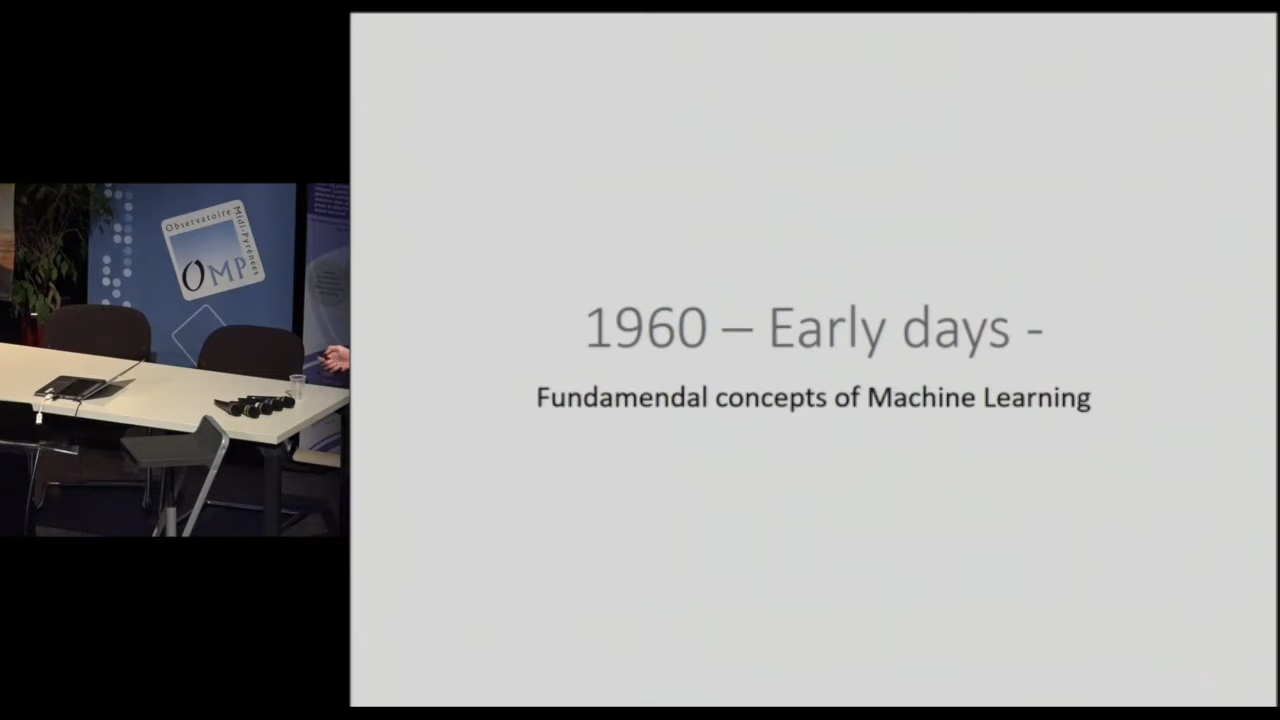 Observatoire
Midi-Pyrénées
OMP
1960 – Early days -
Fundamendal concepts of Machine Learning